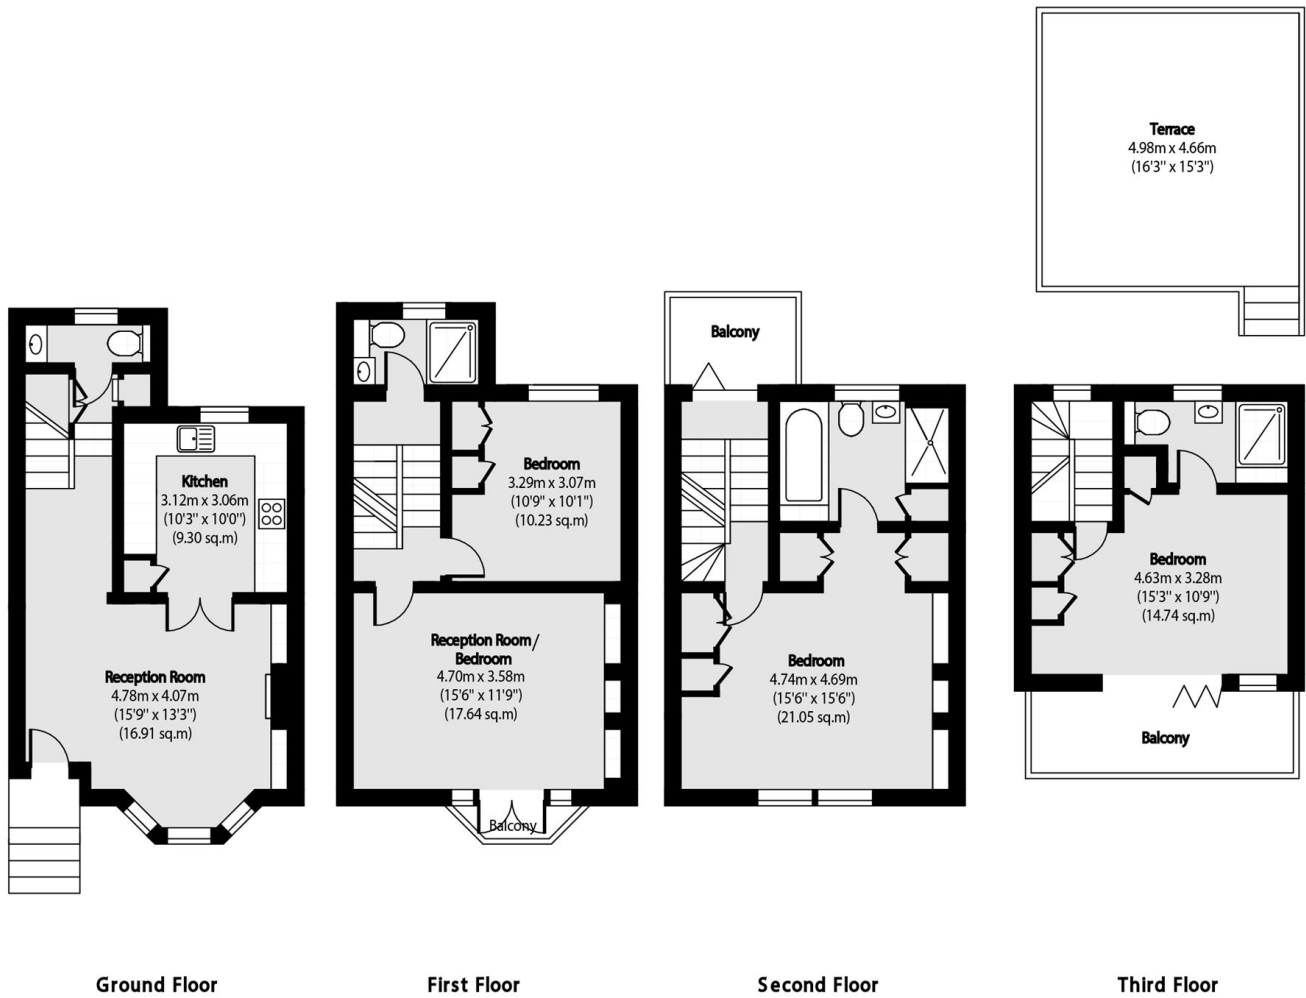 Terrace
4.98m x 4.66m
(16'3" x 15'3")
Balcony
Kitchen
3.12m x 3.06m
(10'3" x 10'0")
(9.30 sq.m)
Bedroom
3.29m x 3.07m
(10'9" x 10'1")
(10.23 sq.m)
Bedroom
4.63m x 3.28m
(15'3" x 10'9")
(14.74 sq.m)
Reception Room
4.78m x 4.07m
(15'9" x 13'3")
(16.91 sq.m)
Reception Room/
Bedroom
4.70m x 3.58m
(15'6" x 11'9")
(17.64 sq.m)
Bedroom
4.74m x 4.69m
(15'6" x 15'6")
(21.05 sq.m)
Balcony
Balcony
Ground Floor
First Floor
Second Floor
Third Floor